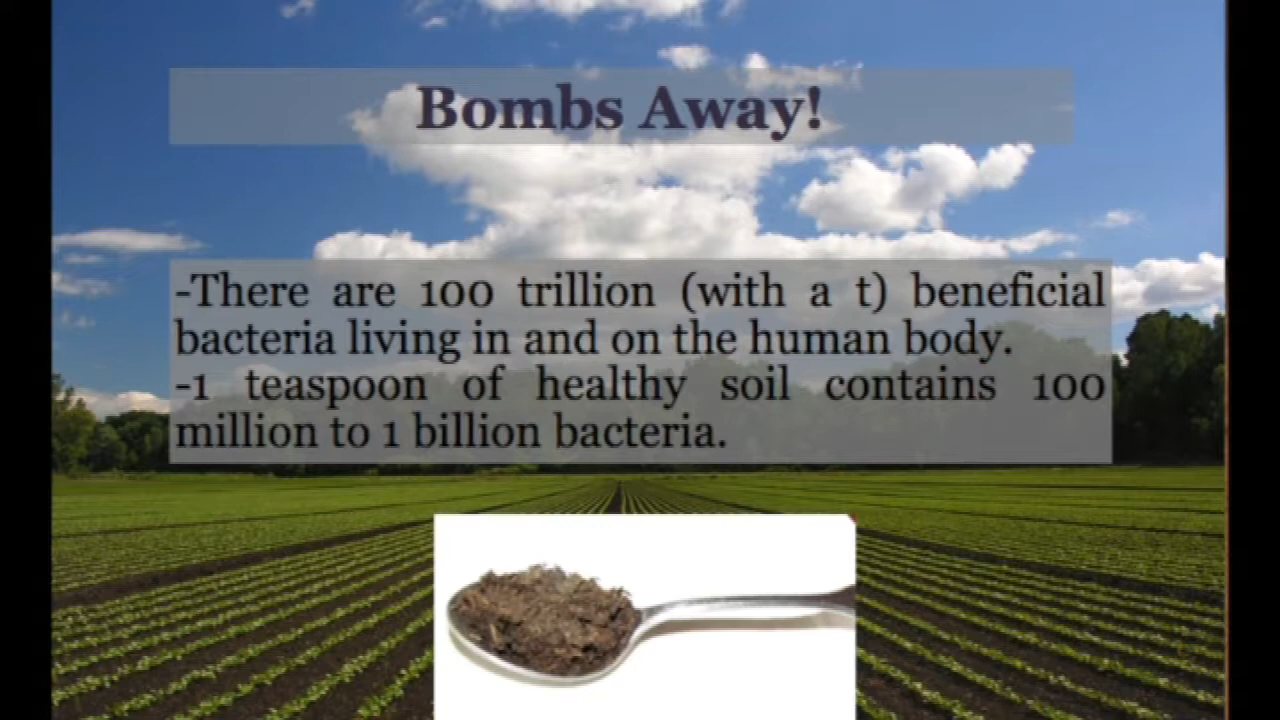 Bombs Away!
-There are 100 trillion (with a t) beneficial
bacteria living in and on the human body.
-1 teaspoon of healthy soil contains 100
million to 1 billion bacteria.